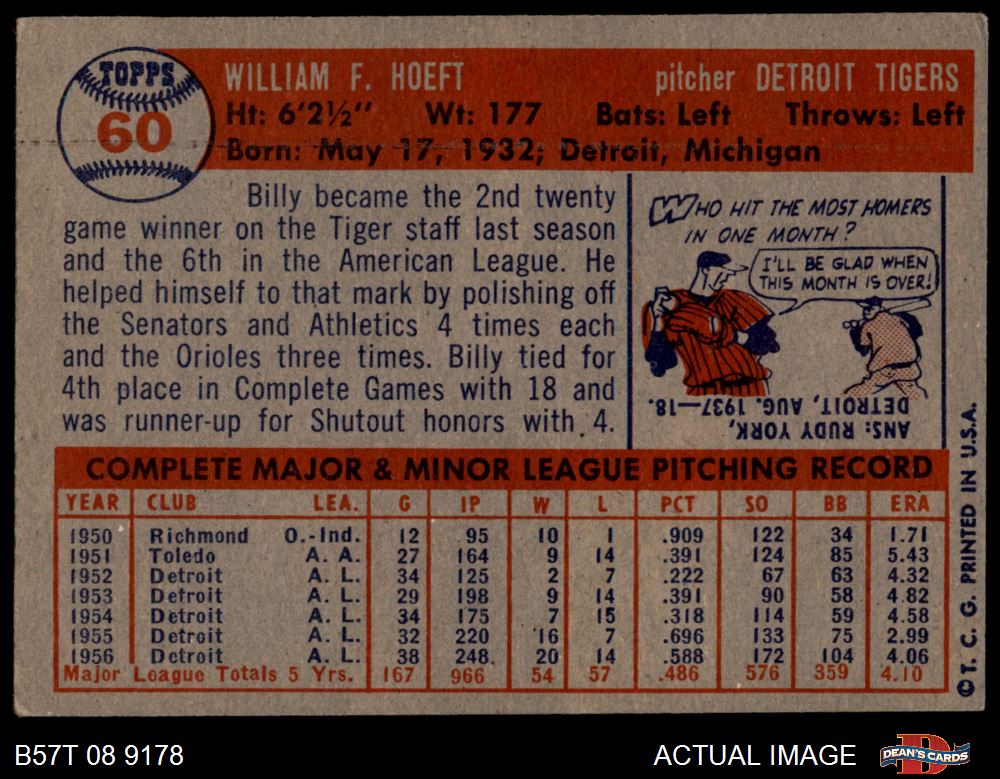 TOPPS
60
WILLIAM F. HOEFT pitcher DETROIT TIGERS
Ht: 6'2½" Wt: 177 Bats: Left Throws: Left
Born: May 17, 1932; Detroit, Michigan
Billy became the 2nd twenty
game winner on the Tiger staff last season
and the 6th in the American League. He
helped himself to that mark by polishing off
the Senators and Athletics 4 times each
and the Orioles three times. Billy tied for
4th place in Complete Games with 18 and
was runner-up for Shutout honors with 4.
WHO HIT THE MOST HOMERS
IN ONE MONTH?
I'LL BE GLAD WHEN
THIS MONTH IS OVER!
ANS: RUDY YORK,
DETROIT, AUG. 1937—18.
COMPLETE MAJOR & MINOR LEAGUE PITCHING RECORD
YEAR CLUB LEA. G IP W L PCT SO BB ERA
1950 Richmond O.-Ind. 12 95 10 1 .909 122 34 1.71
1951 Toledo A. A. 27 164 9 14 .391 124 85 5.43
1952 Detroit A. L. 34 125 2 7 .222 67 63 4.32
1953 Detroit A. L. 29 198 9 14 .391 90 58 4.82
1954 Detroit A. L. 34 175 7 15 .318 114 59 4.58
1955 Detroit A. L. 32 220 16 7 .696 133 75 2.99
1956 Detroit A. L. 38 248 20 14 .588 172 104 4.06
Major League Totals 5 Yrs. 167 966 54 57 .486 576 359 4.10
©T. C. G. PRINTED IN U.S.A.
B57T 08 9178 ACTUAL IMAGE DEAN'S CARDS